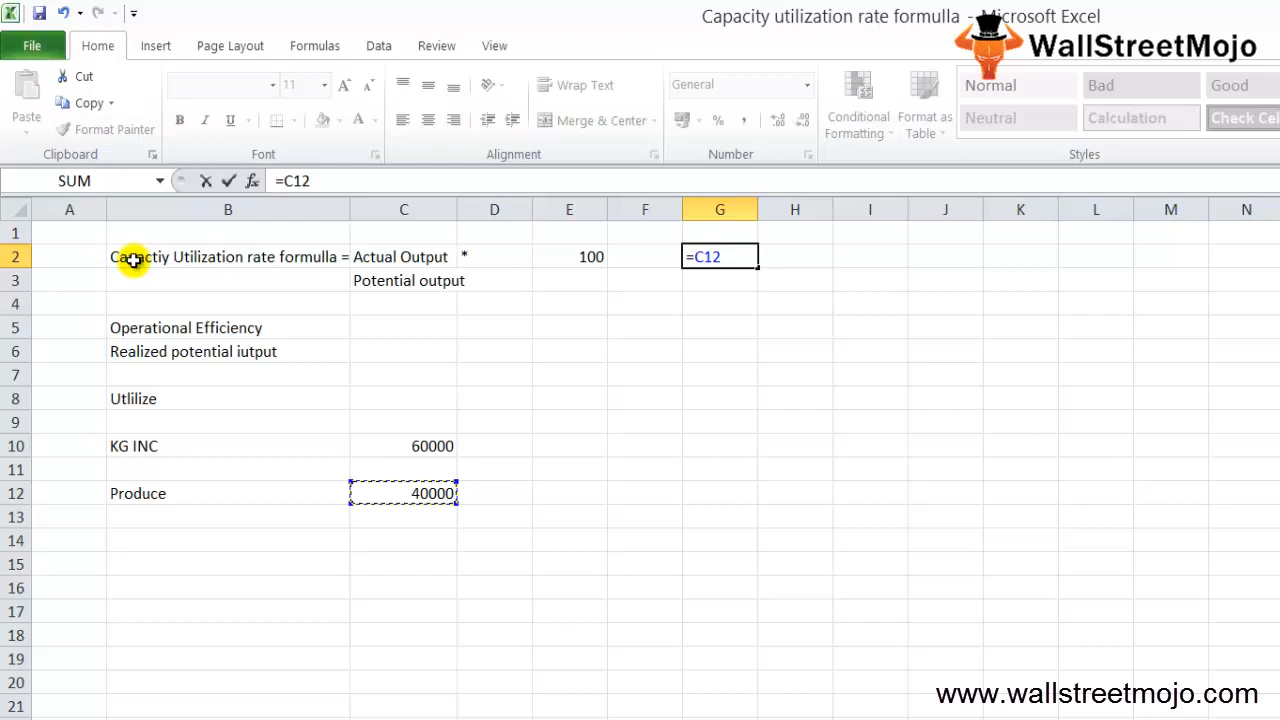 Capacity utilization rate formulla - Microsoft Excel
WallStreetMojo
File Home Insert Page Layout Formulas Data Review View
Paste
Cut
Copy
Format Painter
Clipboard
11
A A
B I U
A
Font
Wrap Text
Merge & Center
Alignment
General
% ,
Number
Conditional Formatting
Format as Table
Normal Bad Good
Neutral Calculation Check Cel
Styles
SUM fx =C12
A B C D E F G H I J K L M N
1
2 Capactiy Utilization rate formulla = Actual Output * 100 =C12
3 Potential output
4
5 Operational Efficiency
6 Realized potential iutput
7
8 Utlilize
9
10 KG INC 60000
11
12 Produce 40000
13
14
15
16
17
18
19
20
21
www.wallstreetmojo.com